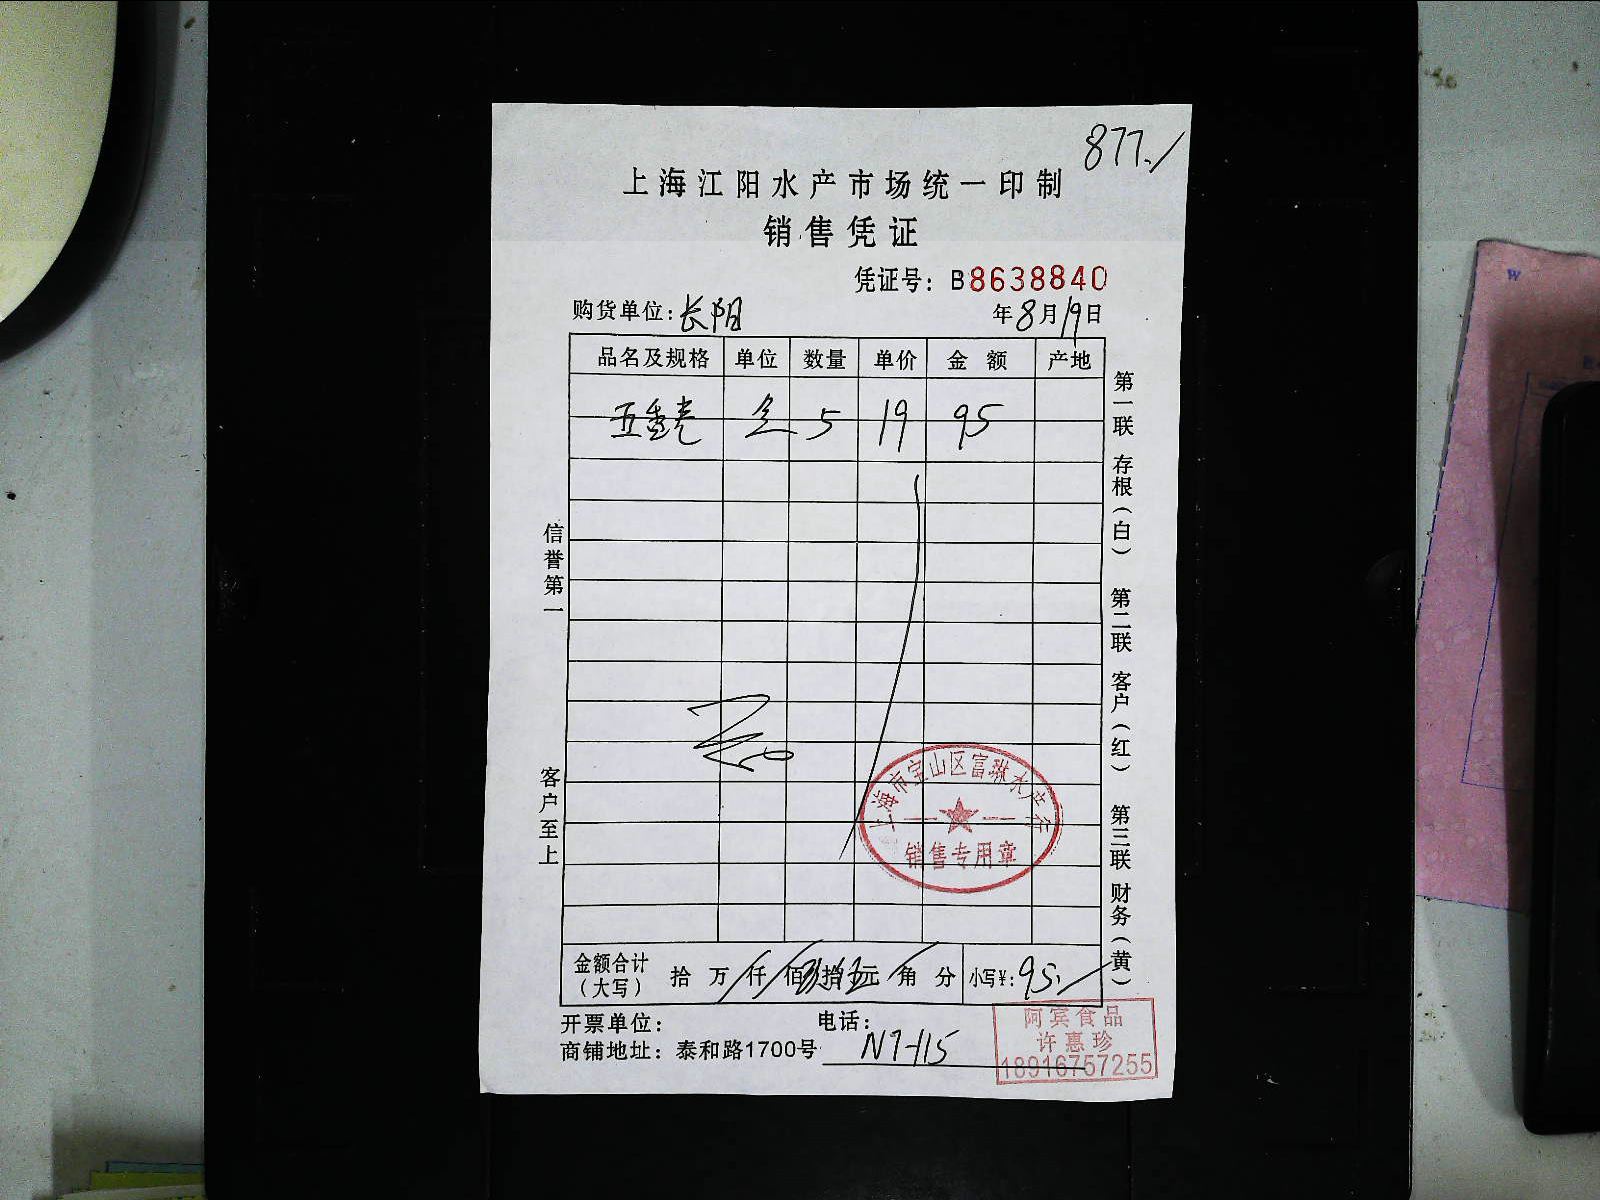 877.
上海江阳水产市场统一印制
销售凭证
凭证号：B8638840
购货单位：长阳 年8月19日
品名及规格 单位 数量 单价 金额 产地
5 19 95
信誉第一
客户至上
第一联 存根（白） 第二联 客户（红） 第三联 财务（黄）
上海市宝山区富琳水产行
销售专用章
金额合计（大写） 拾 万 仟 佰 玖拾伍元 角 分 小写¥：95.
开票单位： 电话：
商铺地址：泰和路1700号 N7-115
阿宾食品
许惠珍
18916757255